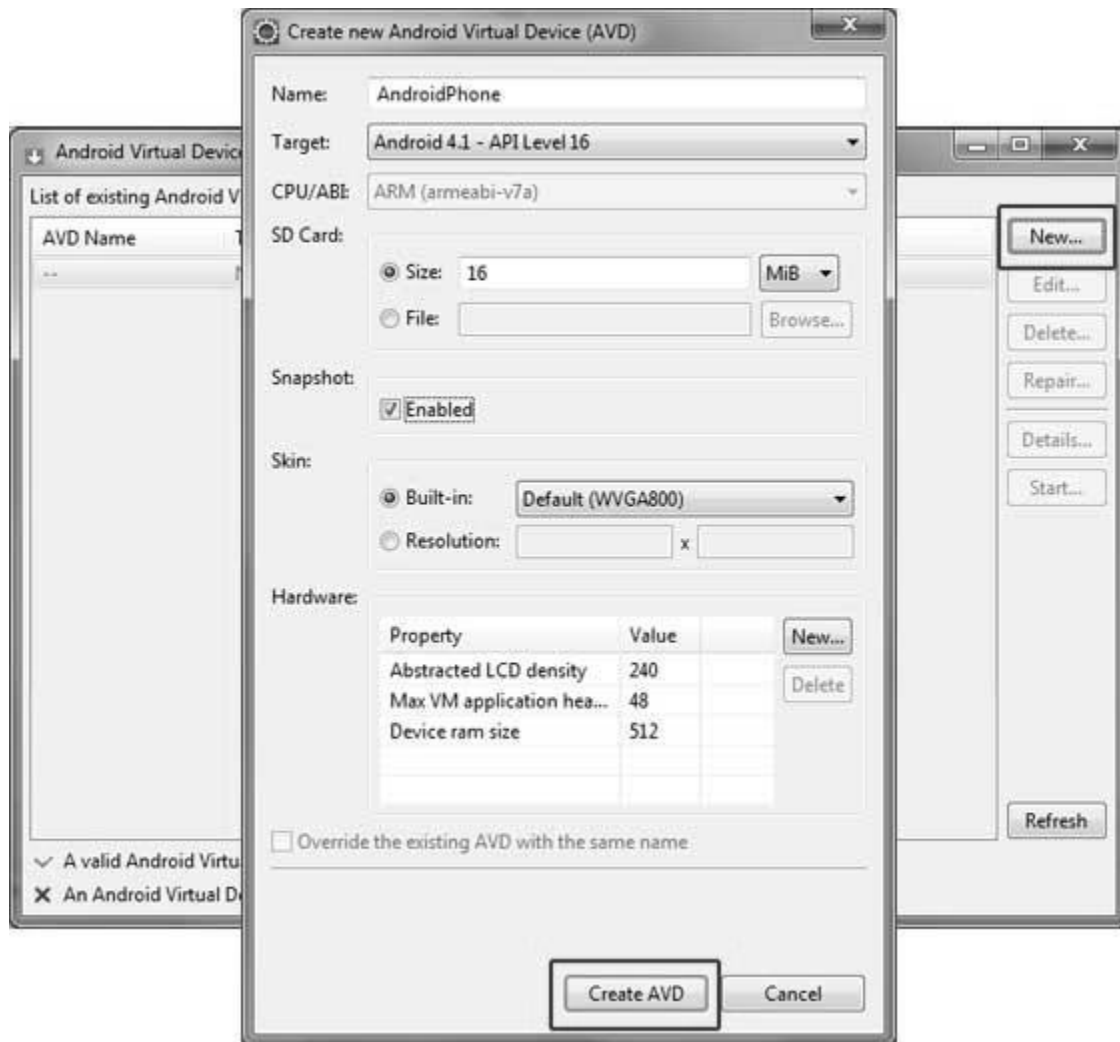 Create new Android Virtual Device (AVD)
Name: AndroidPhone
Target: Android 4.1 - API Level 16
CPU/ABI: ARM (armeabi-v7a)
SD Card:
Size: 16 MiB
File: Browse...
Snapshot:
Enabled
Skin:
Built-in: Default (WVGA800)
Resolution: x
Hardware:
Property Value New...
Abstracted LCD density 240
Delete
Max VM application hea... 48
Device ram size 512
Override the existing AVD with the same name
Create AVD Cancel
Android Virtual Device
List of existing Android V
AVD Name T
--
A valid Android Virtu
An Android Virtual De
New...
Edit...
Delete...
Repair...
Details...
Start...
Refresh